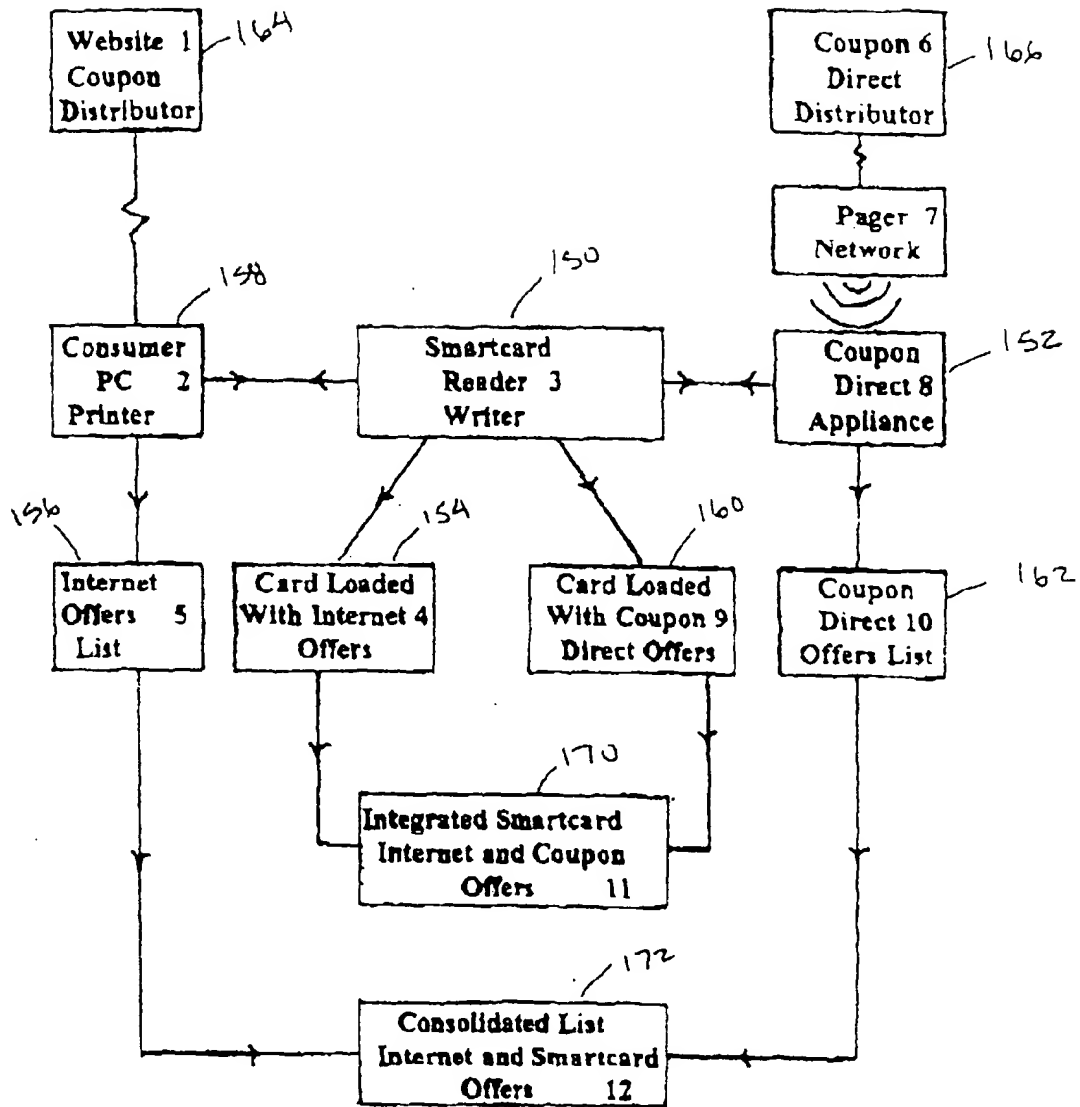 Website 1
Coupon
Distributor
164
Coupon 6
Direct
Distributor
166
Pager 7
Network
158
150
Consumer
PC 2
Printer
Smartcard
Reader 3
Writer
Coupon
Direct 8
Appliance
152
156
154
160
Internet
Offers 5
List
Card Loaded
With Internet 4
Offers
Card Loaded
With Coupon 9
Direct Offers
Coupon
Direct 10
Offers List
162
170
Integrated Smartcard
Internet and Coupon
Offers 11
172
Consolidated List
Internet and Smartcard
Offers 12